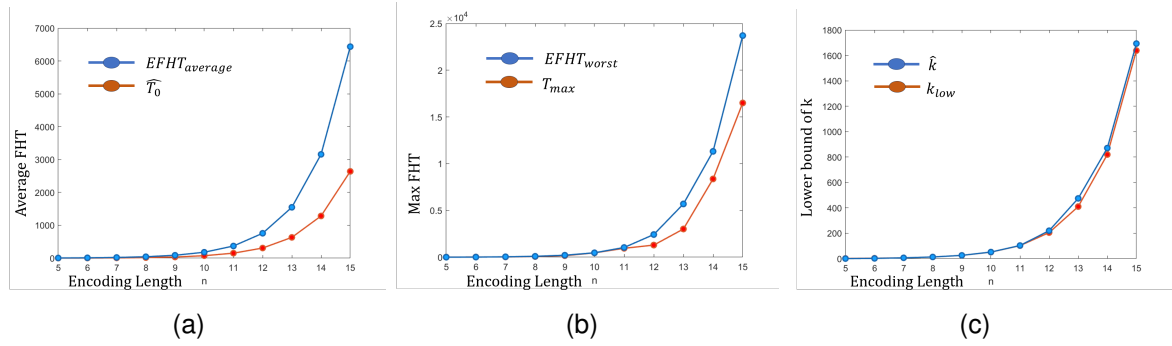 7000
6000
5000
4000
3000
2000
1000
0
Average FHT
EFHT_average
T̂_0
5 6 7 8 9 10 11 12 13 14 15
Encoding Length n
(a)
2.5 ×10^4
2
1.5
1
0.5
0
Max FHT
EFHT_worst
T_max
5 6 7 8 9 10 11 12 13 14 15
Encoding Length n
(b)
1800
1600
1400
1200
1000
800
600
400
200
0
Lower bound of k
k̂
k_low
5 6 7 8 9 10 11 12 13 14 15
Encoding Length n
(c)